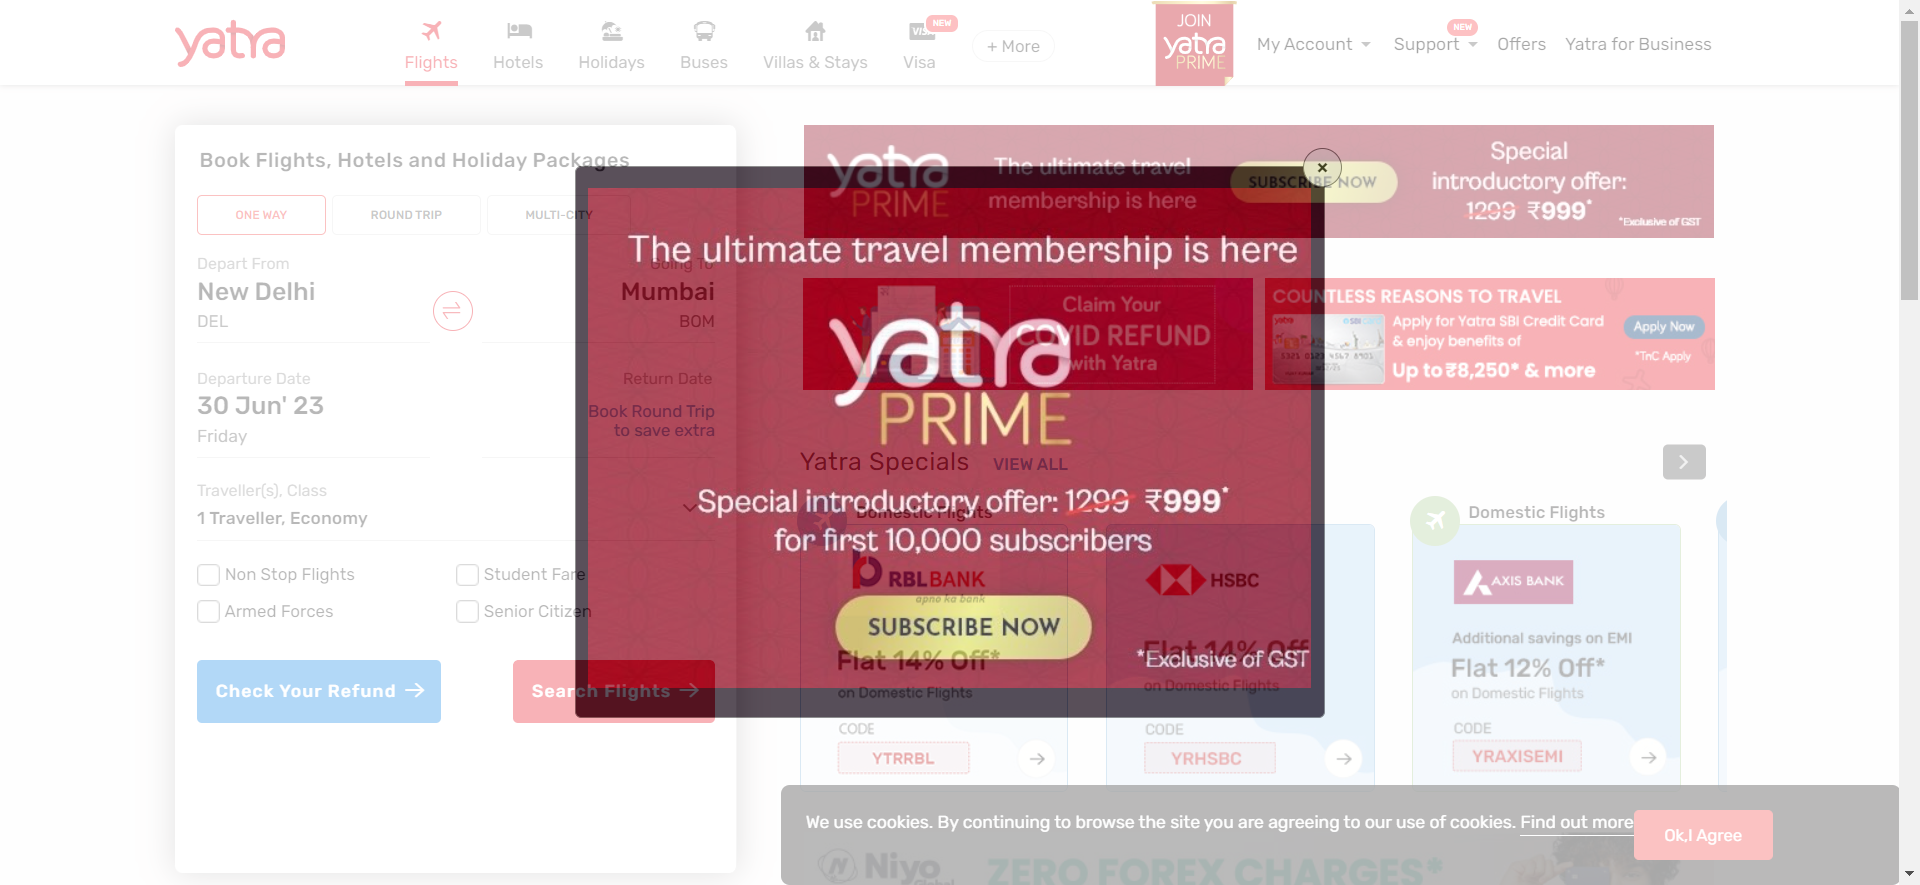 yatra
Flights
Hotels
Holidays
Buses
Villas & Stays
NEW
VISA
Visa
+ More
JOIN
yatra
PRIME
My Account
NEW
Support
Offers
Yatra for Business
Book Flights, Hotels and Holiday Packages
ONE WAY
ROUND TRIP
MULTI-CITY
Depart From
New Delhi
DEL
Going To
Mumbai
BOM
Departure Date
30 Jun' 23
Friday
Return Date
Book Round Trip
to save extra
Traveller(s), Class
1 Traveller, Economy
Non Stop Flights
Student Fare
Armed Forces
Senior Citizen
Check Your Refund
Search Flights
yatra
PRIME
The ultimate travel
membership is here
SUBSCRIBE NOW
Special
introductory offer:
1299 ₹999*
*Exclusive of GST
×
The ultimate travel membership is here
yatra
PRIME
Special introductory offer: 1299 ₹999*
for first 10,000 subscribers
SUBSCRIBE NOW
*Exclusive of GST
Claim Your
COVID REFUND
with Yatra
COUNTLESS REASONS TO TRAVEL
yatra
SBI card
Apply for Yatra SBI Credit Card
& enjoy benefits of
Up to ₹8,250* & more
Apply Now
*TnC Apply
Yatra Specials
VIEW ALL
Domestic Flights
RBLBANK
apno ka bank
Flat 14% Off*
on Domestic Flights
CODE
YTRRBL
HSBC
Flat 14% Off*
on Domestic Flights
CODE
YRHSBC
Domestic Flights
AXIS BANK
Additional savings on EMI
Flat 12% Off*
on Domestic Flights
CODE
YRAXISEMI
We use cookies. By continuing to browse the site you are agreeing to our use of cookies. Find out more
Ok,I Agree
Niyo
Global
ZERO FOREX CHARGES*